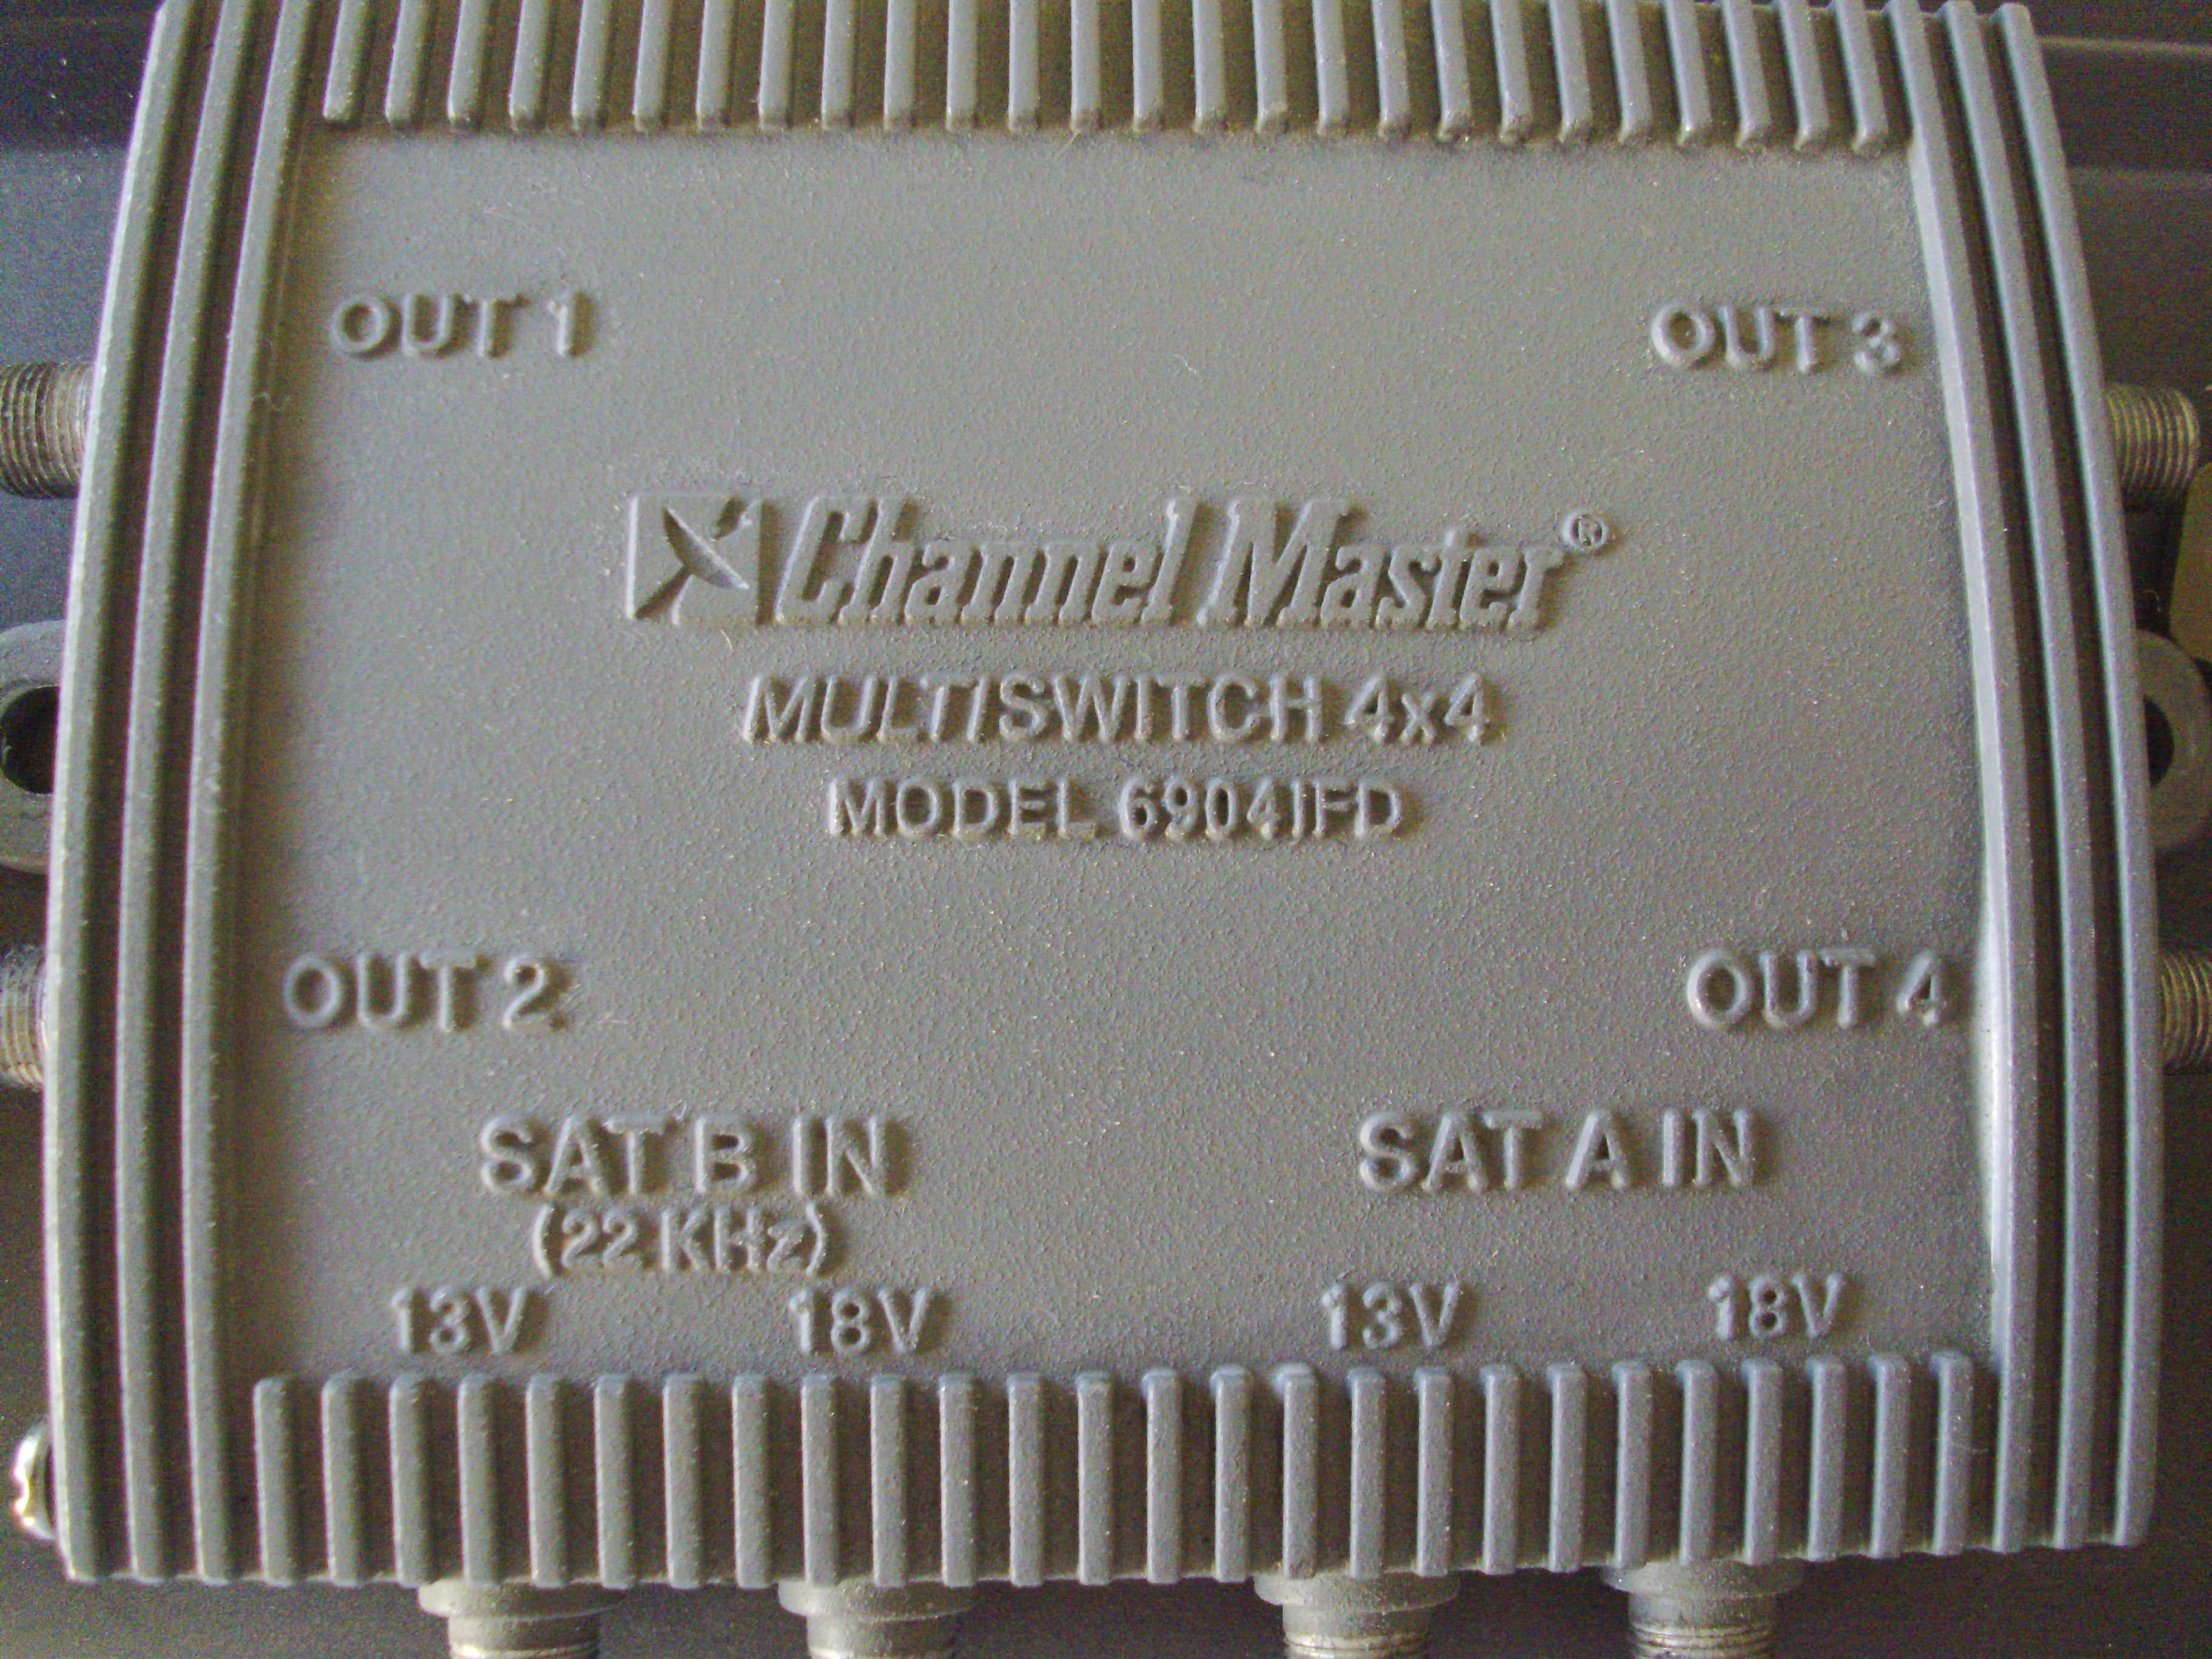 OUT 1
OUT 3
Channel Master®
MULTISWITCH 4x4
MODEL 6904IFD
OUT 2
OUT 4
SAT B IN
SAT A IN
(22 KHz)
13V
18V
13V
18V